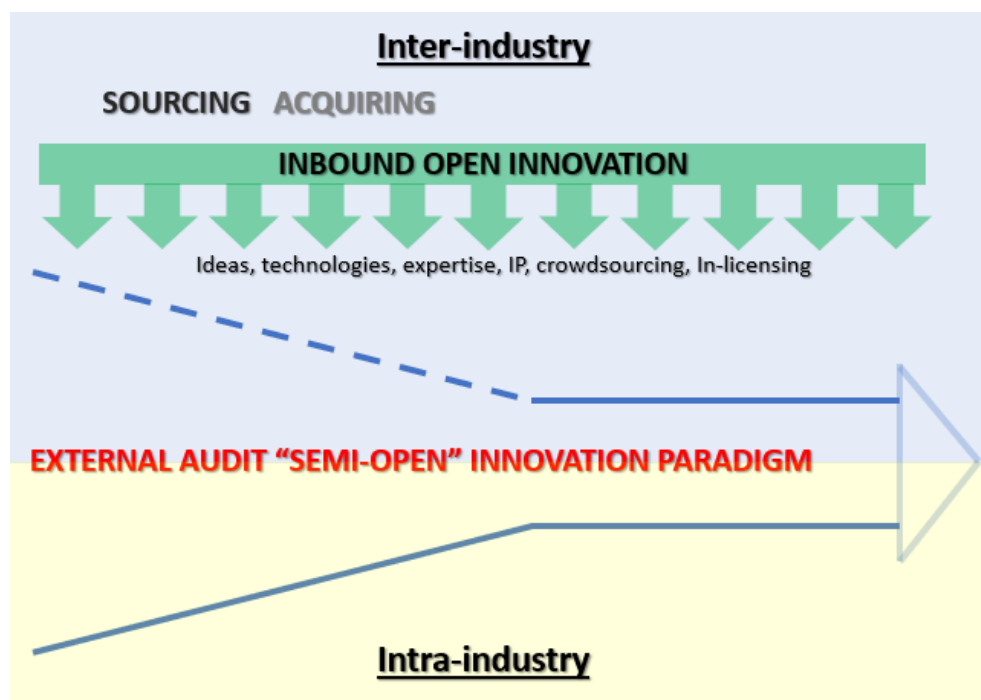 Inter-industry
SOURCING ACQUIRING
INBOUND OPEN INNOVATION
Ideas, technologies, expertise, IP, crowdsourcing, In-licensing
EXTERNAL AUDIT “SEMI-OPEN” INNOVATION PARADIGM
Intra-industry